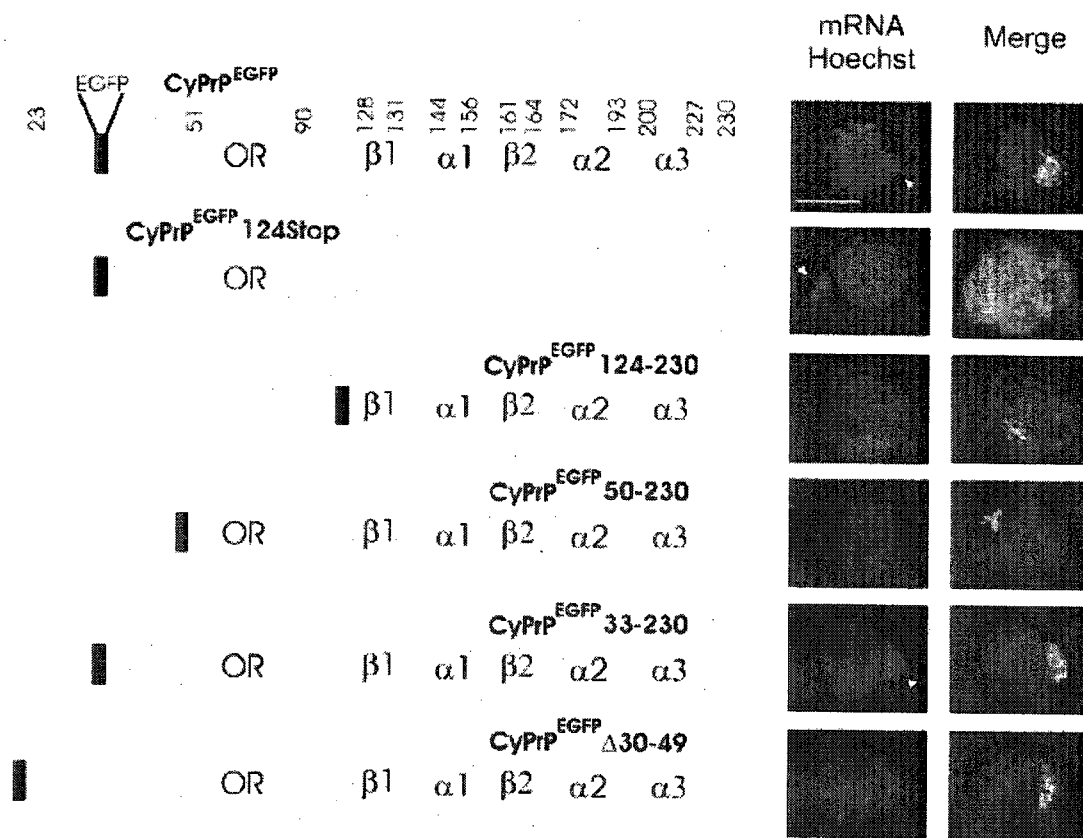 mRNA
Hoechst
Merge
EGFP
CyPrP^EGFP
23 51 90 128 131 144 156 161 164 172 193 200 227 230
OR β1 α1 β2 α2 α3
CyPrP^EGFP 124Stop
OR
CyPrP^EGFP 124-230
β1 α1 β2 α2 α3
CyPrP^EGFP 50-230
OR β1 α1 β2 α2 α3
CyPrP^EGFP 33-230
OR β1 α1 β2 α2 α3
CyPrP^EGFP Δ30-49
OR β1 α1 β2 α2 α3